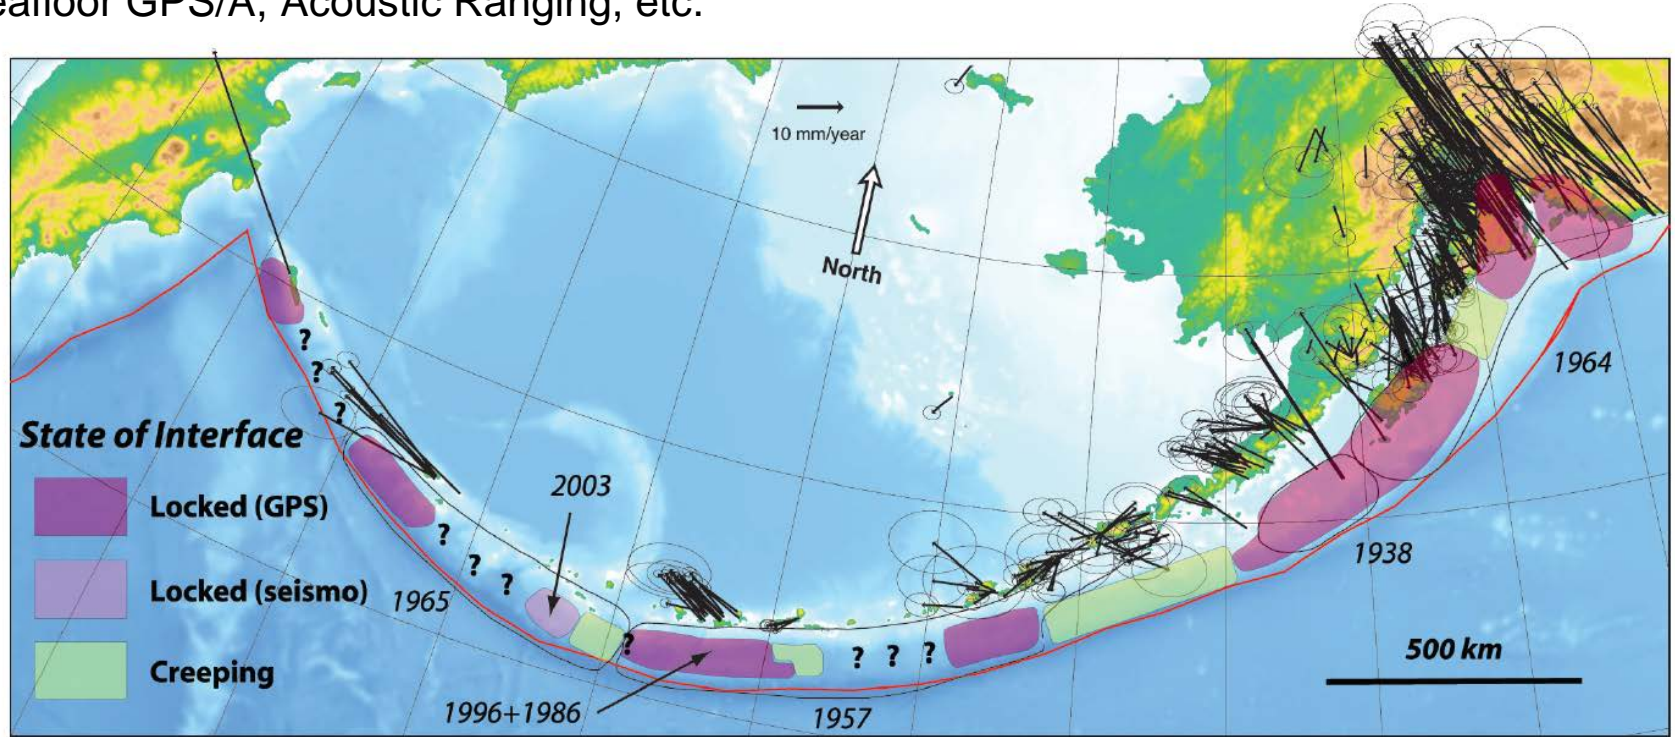 eafloor GPS/A, Acoustic Ranging, etc.
10 mm/year
North
?
?
?
1964
State of Interface
2003
Locked (GPS)
?
?
?
1938
Locked (seismo)
1965
?
? ? ?
500 km
Creeping
1996+1986
1957